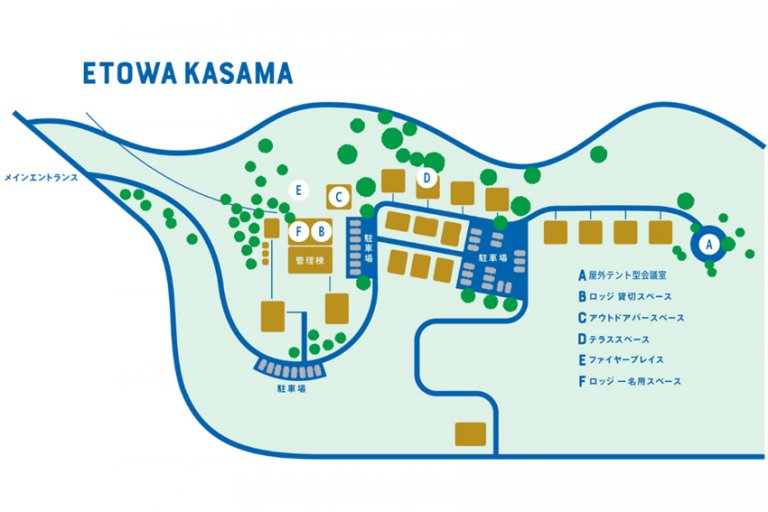 ETOWA KASAMA
メインエントランス
E
C
D
F
B
管理棟
駐車場
駐車場
A
駐車場
A 屋外テント型会議室
B ロッジ 貸切スペース
C アウトドアバースペース
D テラススペース
E ファイヤープレイス
F ロッジ 一名用スペース